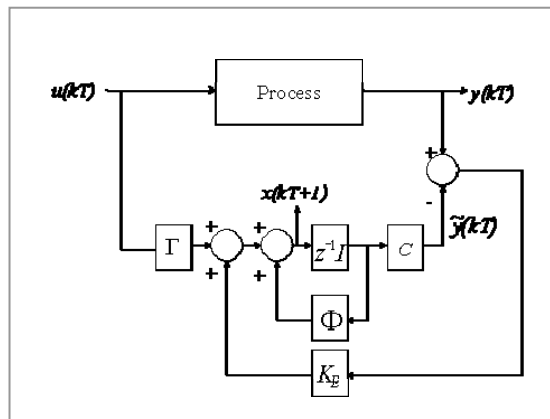 u(kT)
Process
y(kT)
+
x(kT+1)
-
ỹ(kT)
+
+
Γ
z⁻¹I
C
+
+
Φ
K_E